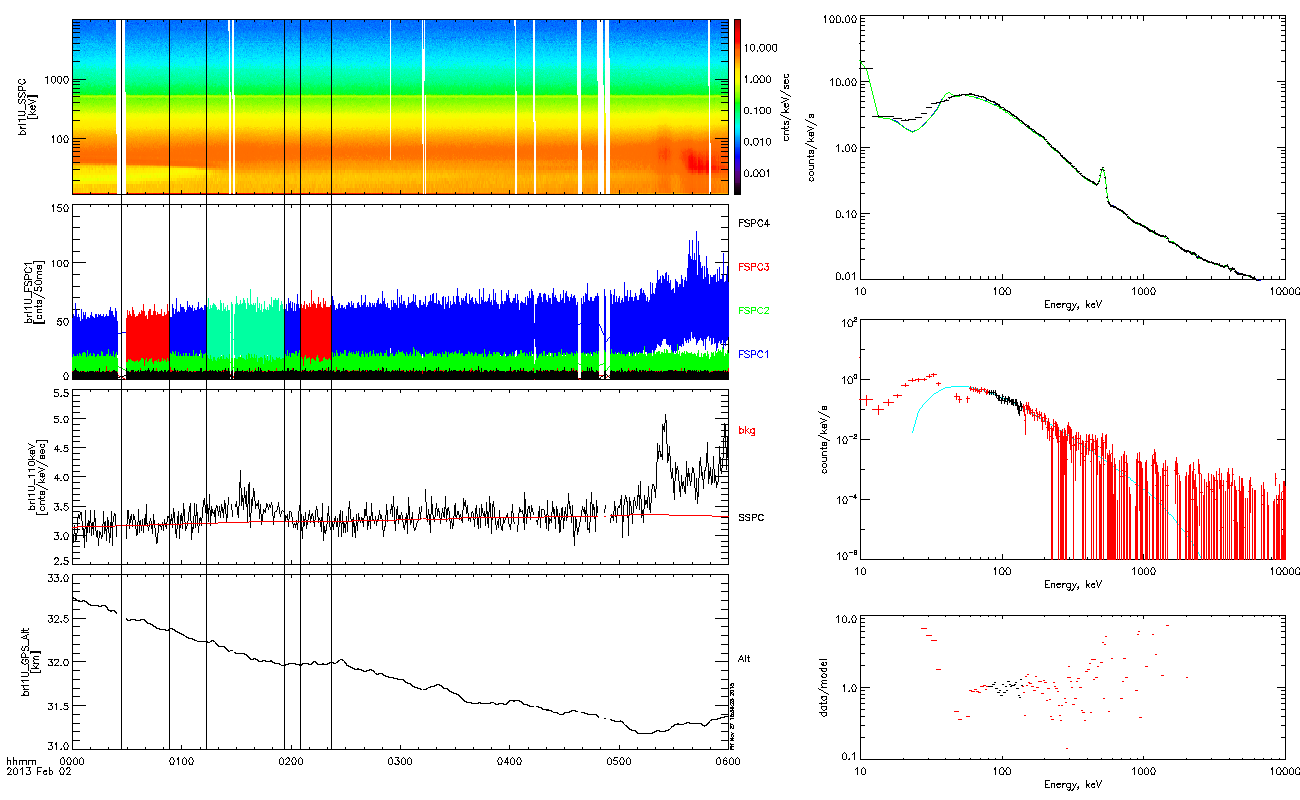 brl1U_SSPC
[keV]
1000
100
10.000
1.000
0.100
0.010
0.001
cnts/keV/sec
brl1U_FSPC1
[cnts/50ms]
150
100
50
0
FSPC4
FSPC3
FSPC2
FSPC1
brl1U_110keV
[cnts/keV/sec]
5.5
5.0
4.5
4.0
3.5
3.0
2.5
bkg
SSPC
brl1U_GPS_Alt
[km]
33.0
32.5
32.0
31.5
31.0
Alt
hhmm
0000 0100 0200 0300 0400 0500 0600
2013 Feb 02
counts/keV/s
100.00
10.00
1.00
0.10
0.01
10 100 1000 10000
Energy, keV
counts/keV/s
10^2
10^0
10^-2
10^-4
10^-6
10 100 1000 10000
Energy, keV
data/model
10.0
1.0
0.1
10 100 1000 10000
Energy, keV